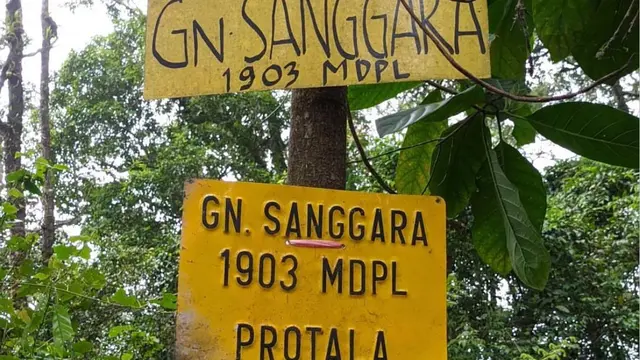 GN SANGGARA
1903 MDPL
GN. SANGGARA
1903 MDPL
PROTALA